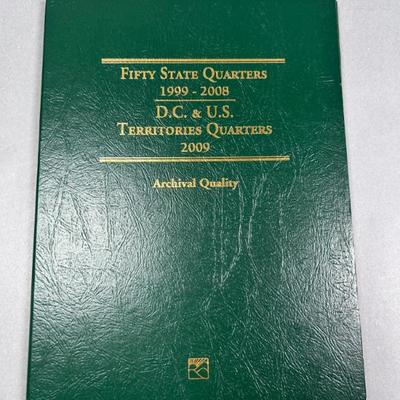 FIFTY STATE QUARTERS
1999 - 2008
D.C. & U.S.
TERRITORIES QUARTERS
2009
Archival Quality